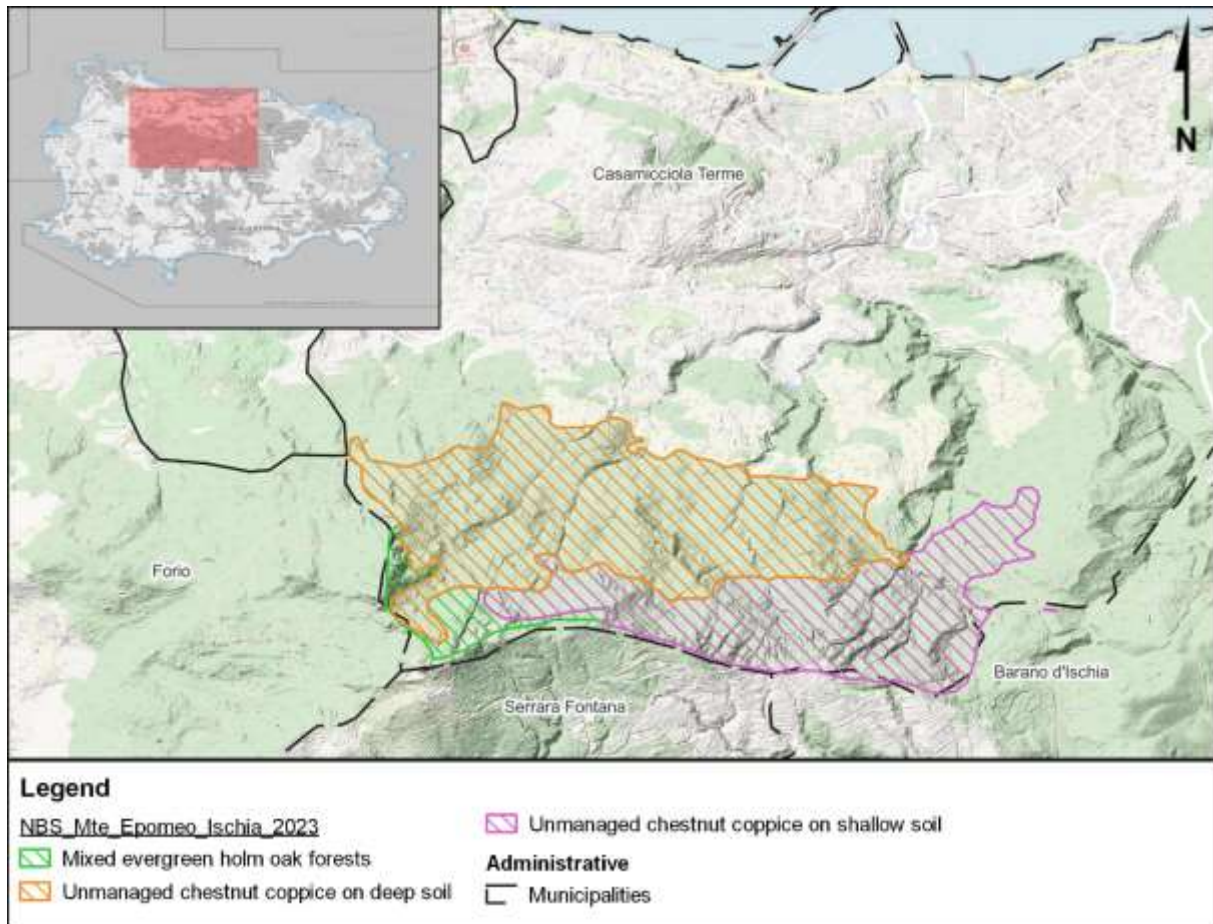 N
Casamicciola Terme
Forio
Barano d'Ischia
Serrara Fontana
Legend
NBS_Mte_Epomeo_Ischia_2023
Mixed evergreen holm oak forests
Unmanaged chestnut coppice on deep soil
Unmanaged chestnut coppice on shallow soil
Administrative
Municipalities